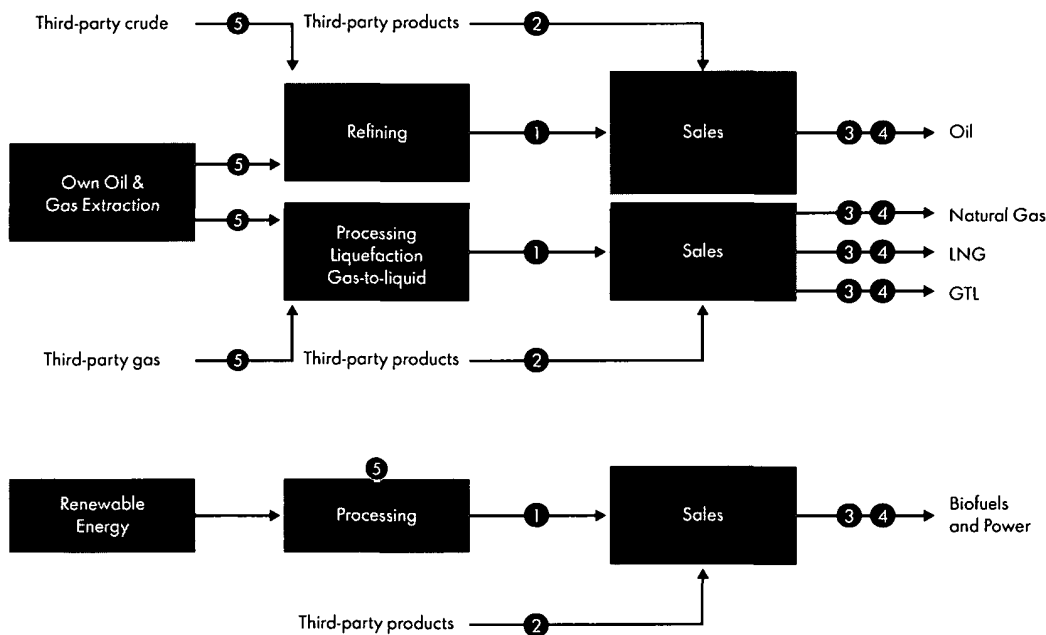 Third-party crude
5
Third-party products
2
Refining
1
Sales
3 4
Oil
Own Oil &
Gas Extraction
5
5
Processing
Liquefaction
Gas-to-liquid
1
Sales
3 4
Natural Gas
3 4
LNG
3 4
GTL
Third-party gas
5
Third-party products
2
Renewable
Energy
5
Processing
1
Sales
3 4
Biofuels
and Power
Third-party products
2